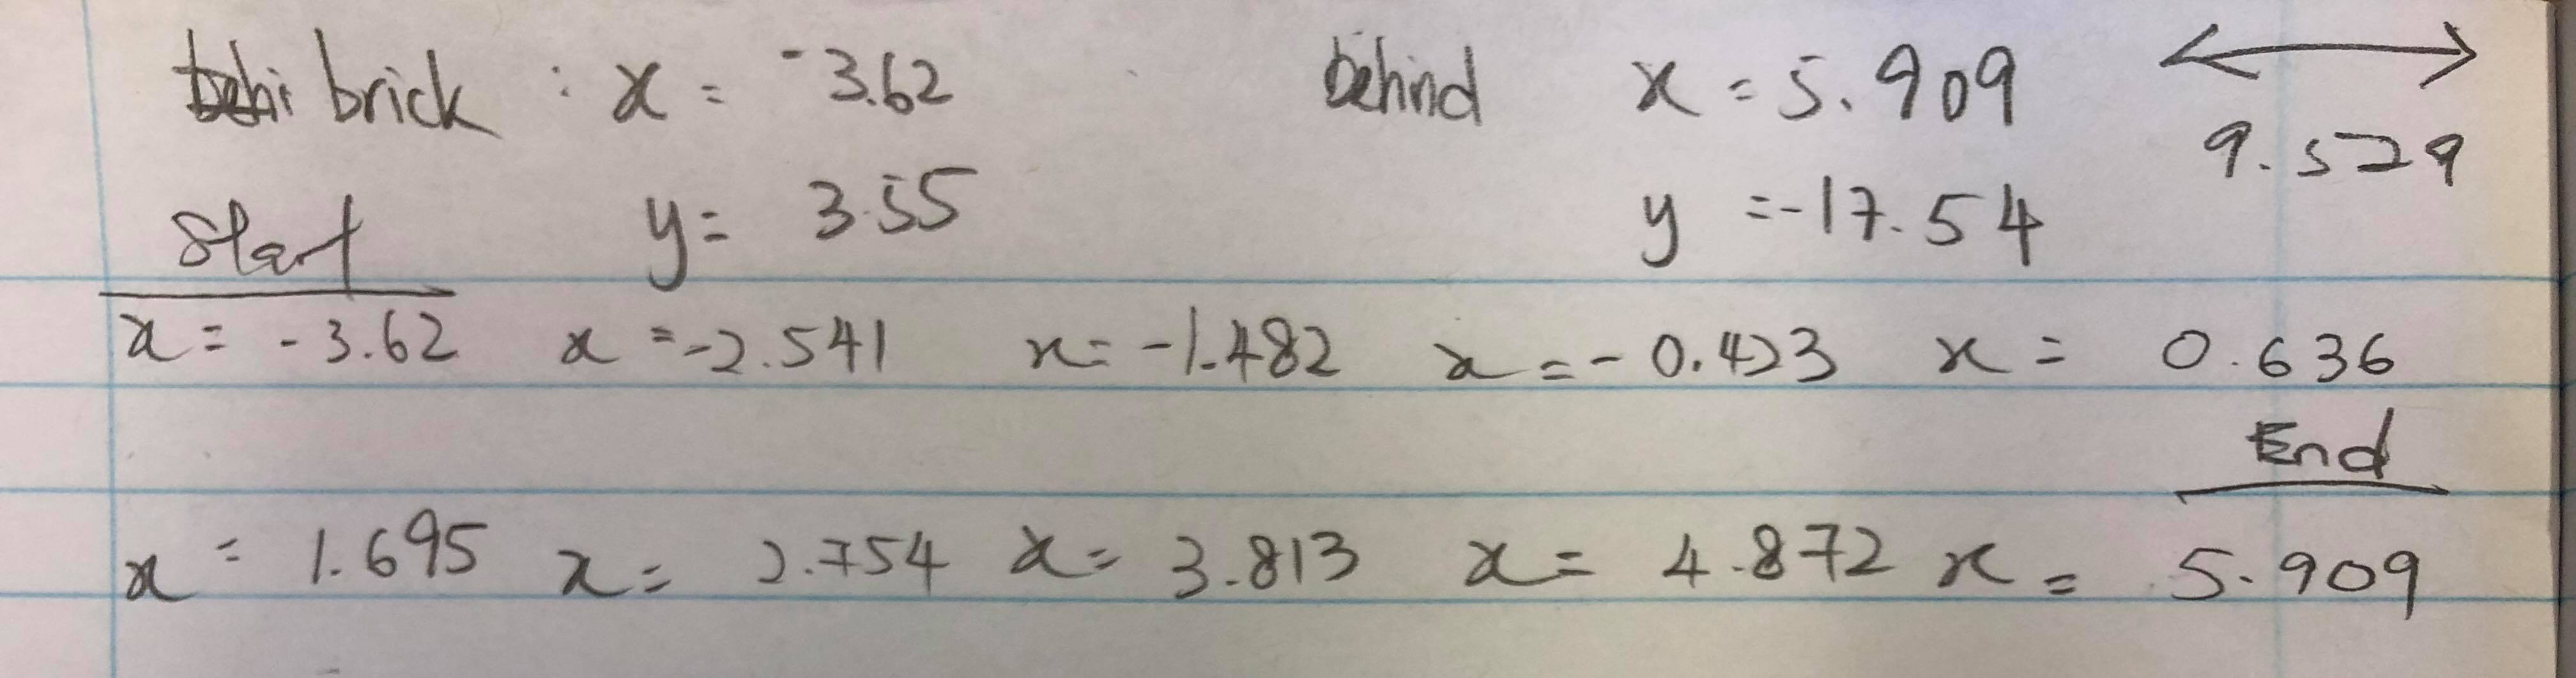 brick : x = -3.62 behind x = 5.909
9.529
Start y = 3.55 y = -17.54
x = -3.62 x = -2.541 x = -1.482 x = -0.423 x = 0.636
End
x = 1.695 x = 2.754 x = 3.813 x = 4.872 x = 5.909